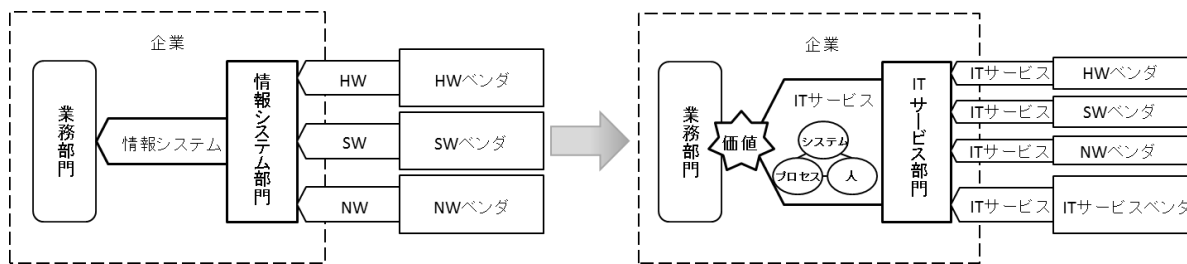 企業
業務部門
情報システム
情報システム部門
HW
HWベンダ
SW
SWベンダ
NW
NWベンダ
企業
業務部門
価値
ITサービス
システム
プロセス
人
ITサービス部門
ITサービス
HWベンダ
ITサービス
SWベンダ
ITサービス
NWベンダ
ITサービス
ITサービスベンダ